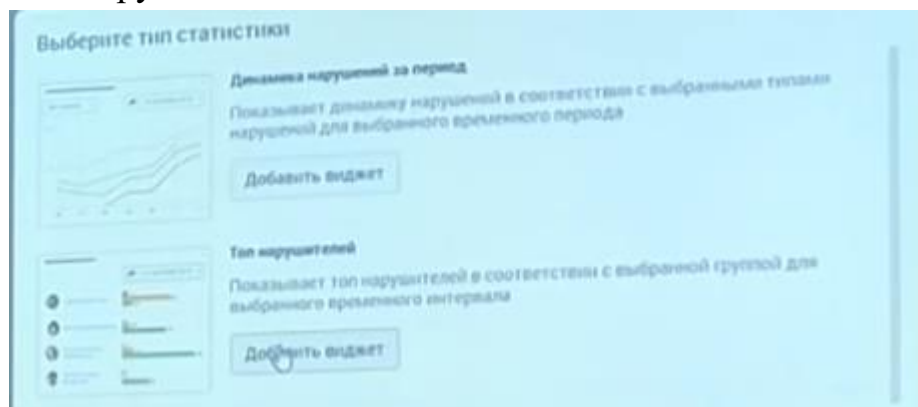 Выберите тип статистики
Динамика нарушений за период
Показывает динамику нарушений в соответствии с выбранными типами
нарушений для выбранного временного периода
Добавить виджет
Топ нарушителей
Показывает топ нарушителей в соответствии с выбранной группой для
выбранного временного интервала
Добавить виджет